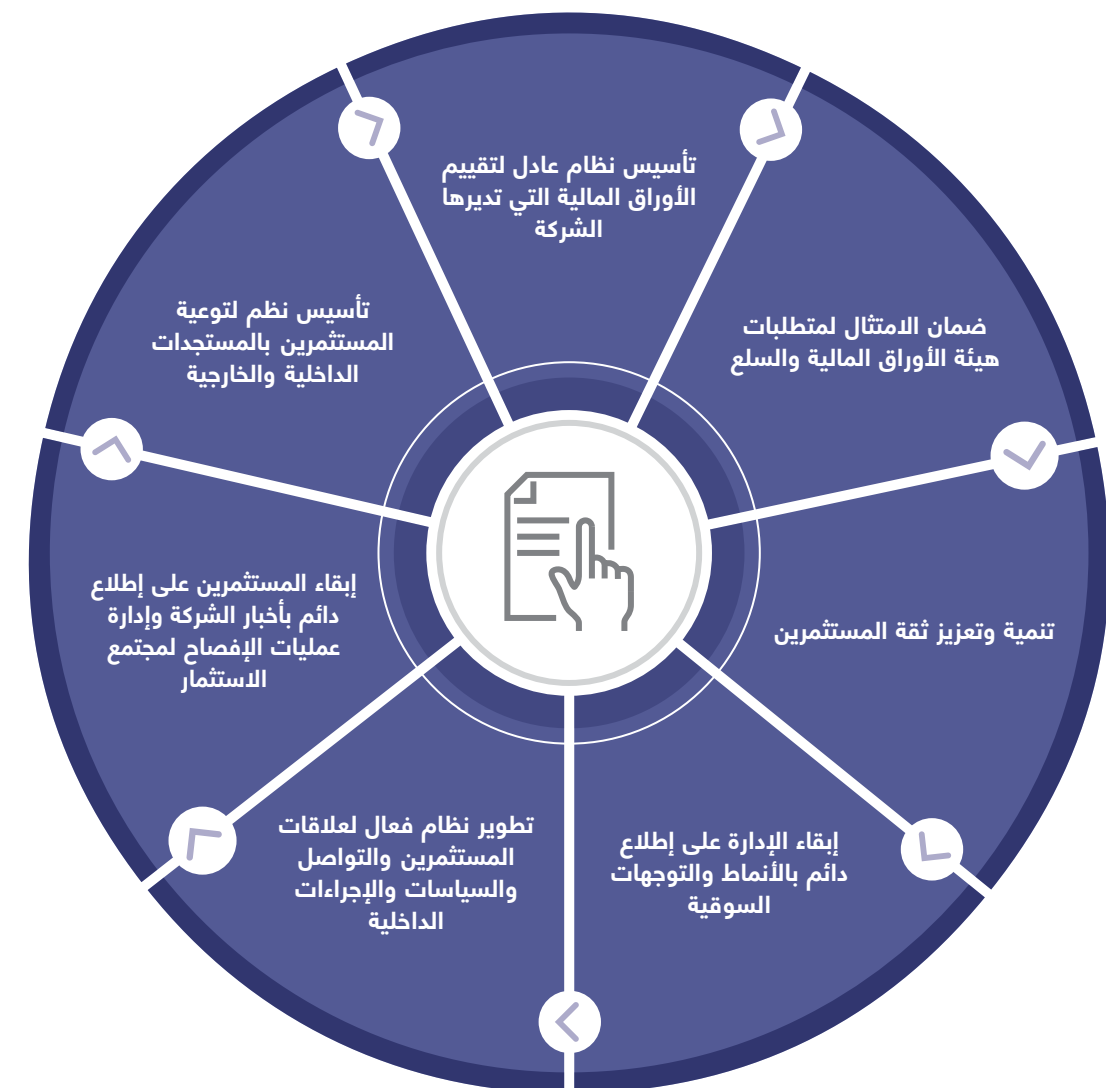 تأسيس نظام عادل لتقييم
الأوراق المالية التي تديرها
الشركة
ضمان الامتثال لمتطلبات
هيئة الأوراق المالية والسلع
تنمية وتعزيز ثقة المستثمرين
إبقاء الإدارة على إطلاع
دائم بالأنماط والتوجهات
السوقية
تطوير نظام فعال لعلاقات
المستثمرين والتواصل
والسياسات والإجراءات
الداخلية
إبقاء المستثمرين على إطلاع
دائم بأخبار الشركة وإدارة
عمليات الإفصاح لمجتمع
الاستثمار
تأسيس نظم لتوعية
المستثمرين بالمستجدات
الداخلية والخارجية